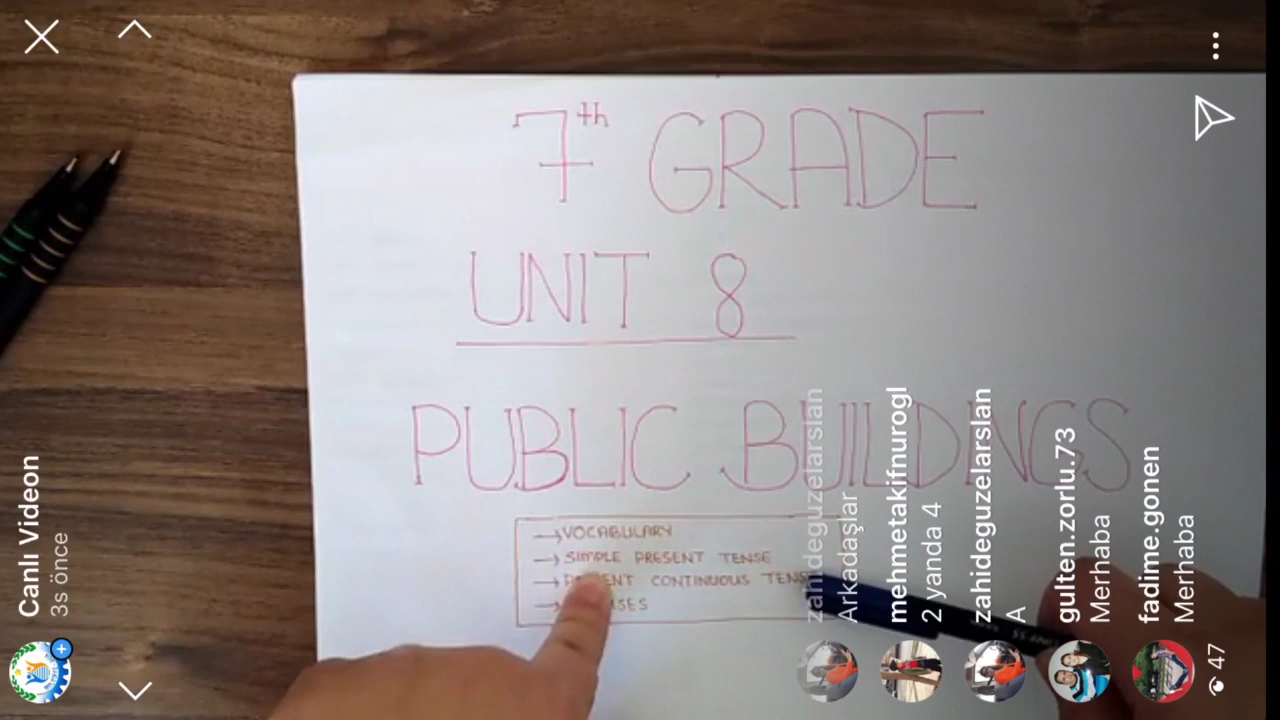 7th GRADE
UNIT 8
PUBLIC BUILDINGS
→ VOCABULARY
→ SIMPLE PRESENT TENSE
→ CONTINUOUS
Canlı Videon
3s önce
zahideguzelarslan
Arkadaşlar
mehmetakifnurogl
2 yanda 4
zahideguzelarslan
A
gulten.zorlu.73
Merhaba
fadime.gonen
Merhaba
47